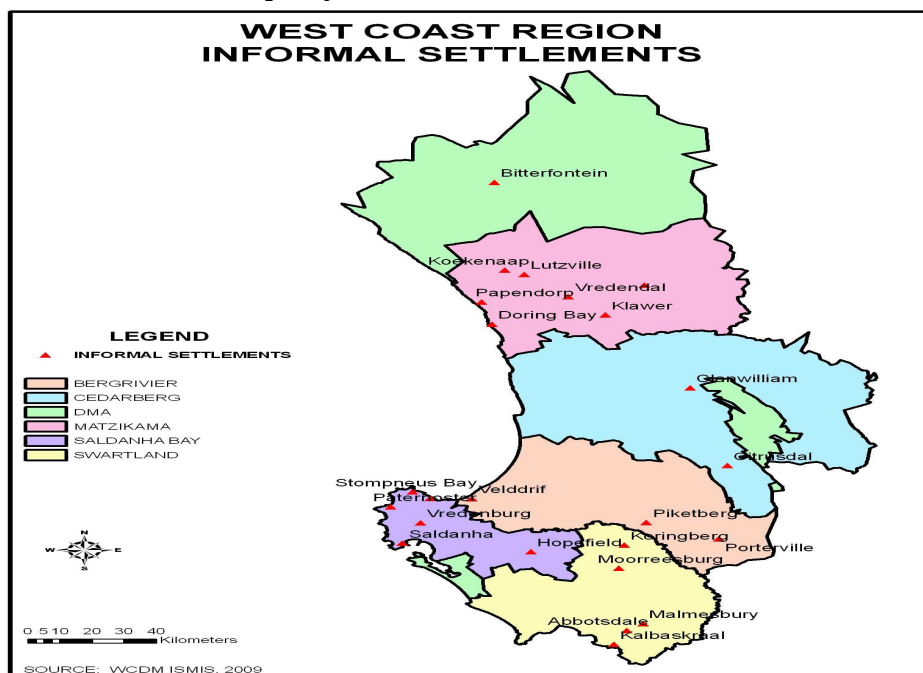 WEST COAST REGION
INFORMAL SETTLEMENTS
Bitterfontein
Koekenaap
Lutzville
Papendorp
Vredendal
Doring Bay
Klawer
LEGEND
INFORMAL SETTLEMENTS
BERGRIVIER
CEDARBERG
DMA
MATZIKAMA
SALDANHA BAY
SWARTLAND
Clanwilliam
Citrusdal
Stompneus Bay
Paternoster
Velddrif
Vredenburg
Piketberg
Saldanha
Hopefield
Koringberg
Porterville
Moorreesburg
Abbotsdale
Malmesbury
Kalbaskraal
N
W
E
S
0 5 10 20 30 40
Kilometers
SOURCE: WCDM ISMIS, 2009